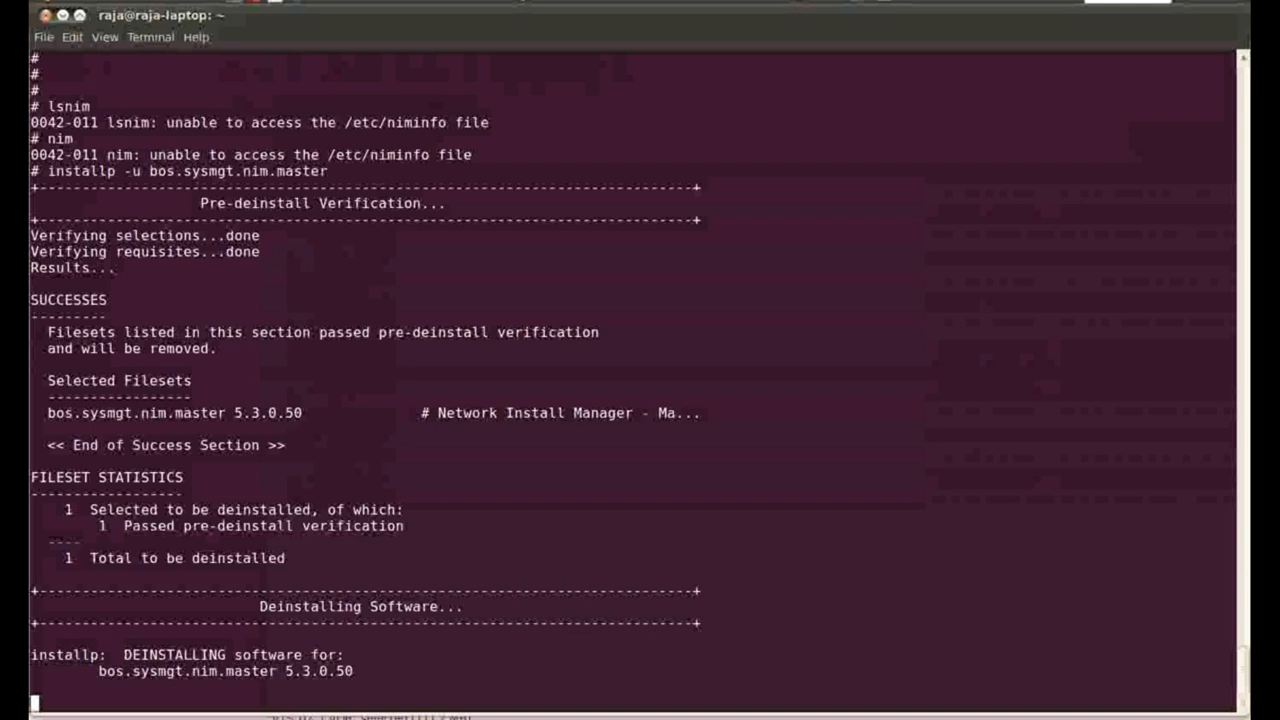 raja@raja-laptop: ~
File Edit View Terminal Help
#
#
#
# lsnim
0042-011 lsnim: unable to access the /etc/niminfo file
# nim
0042-011 nim: unable to access the /etc/niminfo file
# installp -u bos.sysmgt.nim.master
+-----------------------------------------------------------------------------+
Pre-deinstall Verification...
+-----------------------------------------------------------------------------+
Verifying selections...done
Verifying requisites...done
Results...
SUCCESSES
---------
Filesets listed in this section passed pre-deinstall verification
and will be removed.
Selected Filesets
-----------------
bos.sysmgt.nim.master 5.3.0.50 # Network Install Manager - Ma...
<< End of Success Section >>
FILESET STATISTICS
------------------
1 Selected to be deinstalled, of which:
1 Passed pre-deinstall verification
----
1 Total to be deinstalled
+-----------------------------------------------------------------------------+
Deinstalling Software...
+-----------------------------------------------------------------------------+
installp: DEINSTALLING software for:
bos.sysmgt.nim.master 5.3.0.50